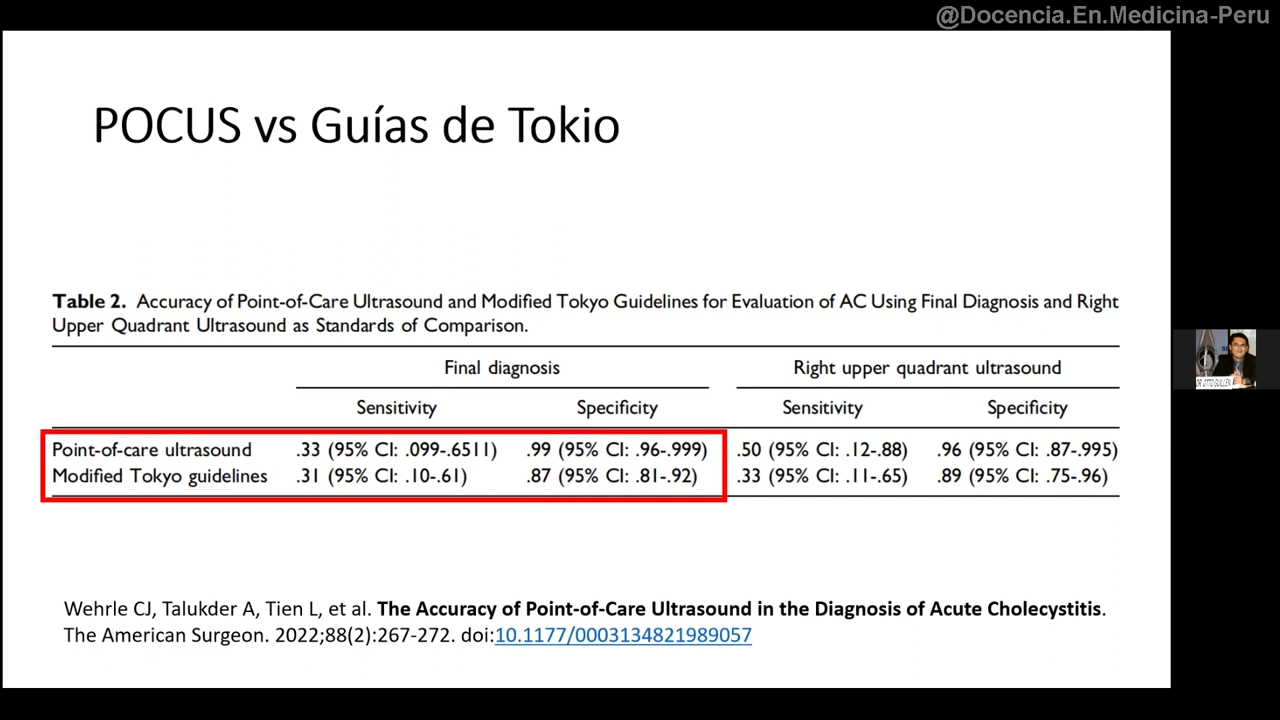 @Docencia.En.Medicina-Peru
POCUS vs Guías de Tokio
Table 2. Accuracy of Point-of-Care Ultrasound and Modified Tokyo Guidelines for Evaluation of AC Using Final Diagnosis and Right
Upper Quadrant Ultrasound as Standards of Comparison.
Final diagnosis Right upper quadrant ultrasound
Sensitivity Specificity Sensitivity Specificity
Point-of-care ultrasound .33 (95% CI: .099-.6511) .99 (95% CI: .96-.999) .50 (95% CI: .12-.88) .96 (95% CI: .87-.995)
Modified Tokyo guidelines .31 (95% CI: .10-.61) .87 (95% CI: .81-.92) .33 (95% CI: .11-.65) .89 (95% CI: .75-.96)
Wehrle CJ, Talukder A, Tien L, et al. The Accuracy of Point-of-Care Ultrasound in the Diagnosis of Acute Cholecystitis.
The American Surgeon. 2022;88(2):267-272. doi:10.1177/0003134821989057
DR. OTTO GUILLEN